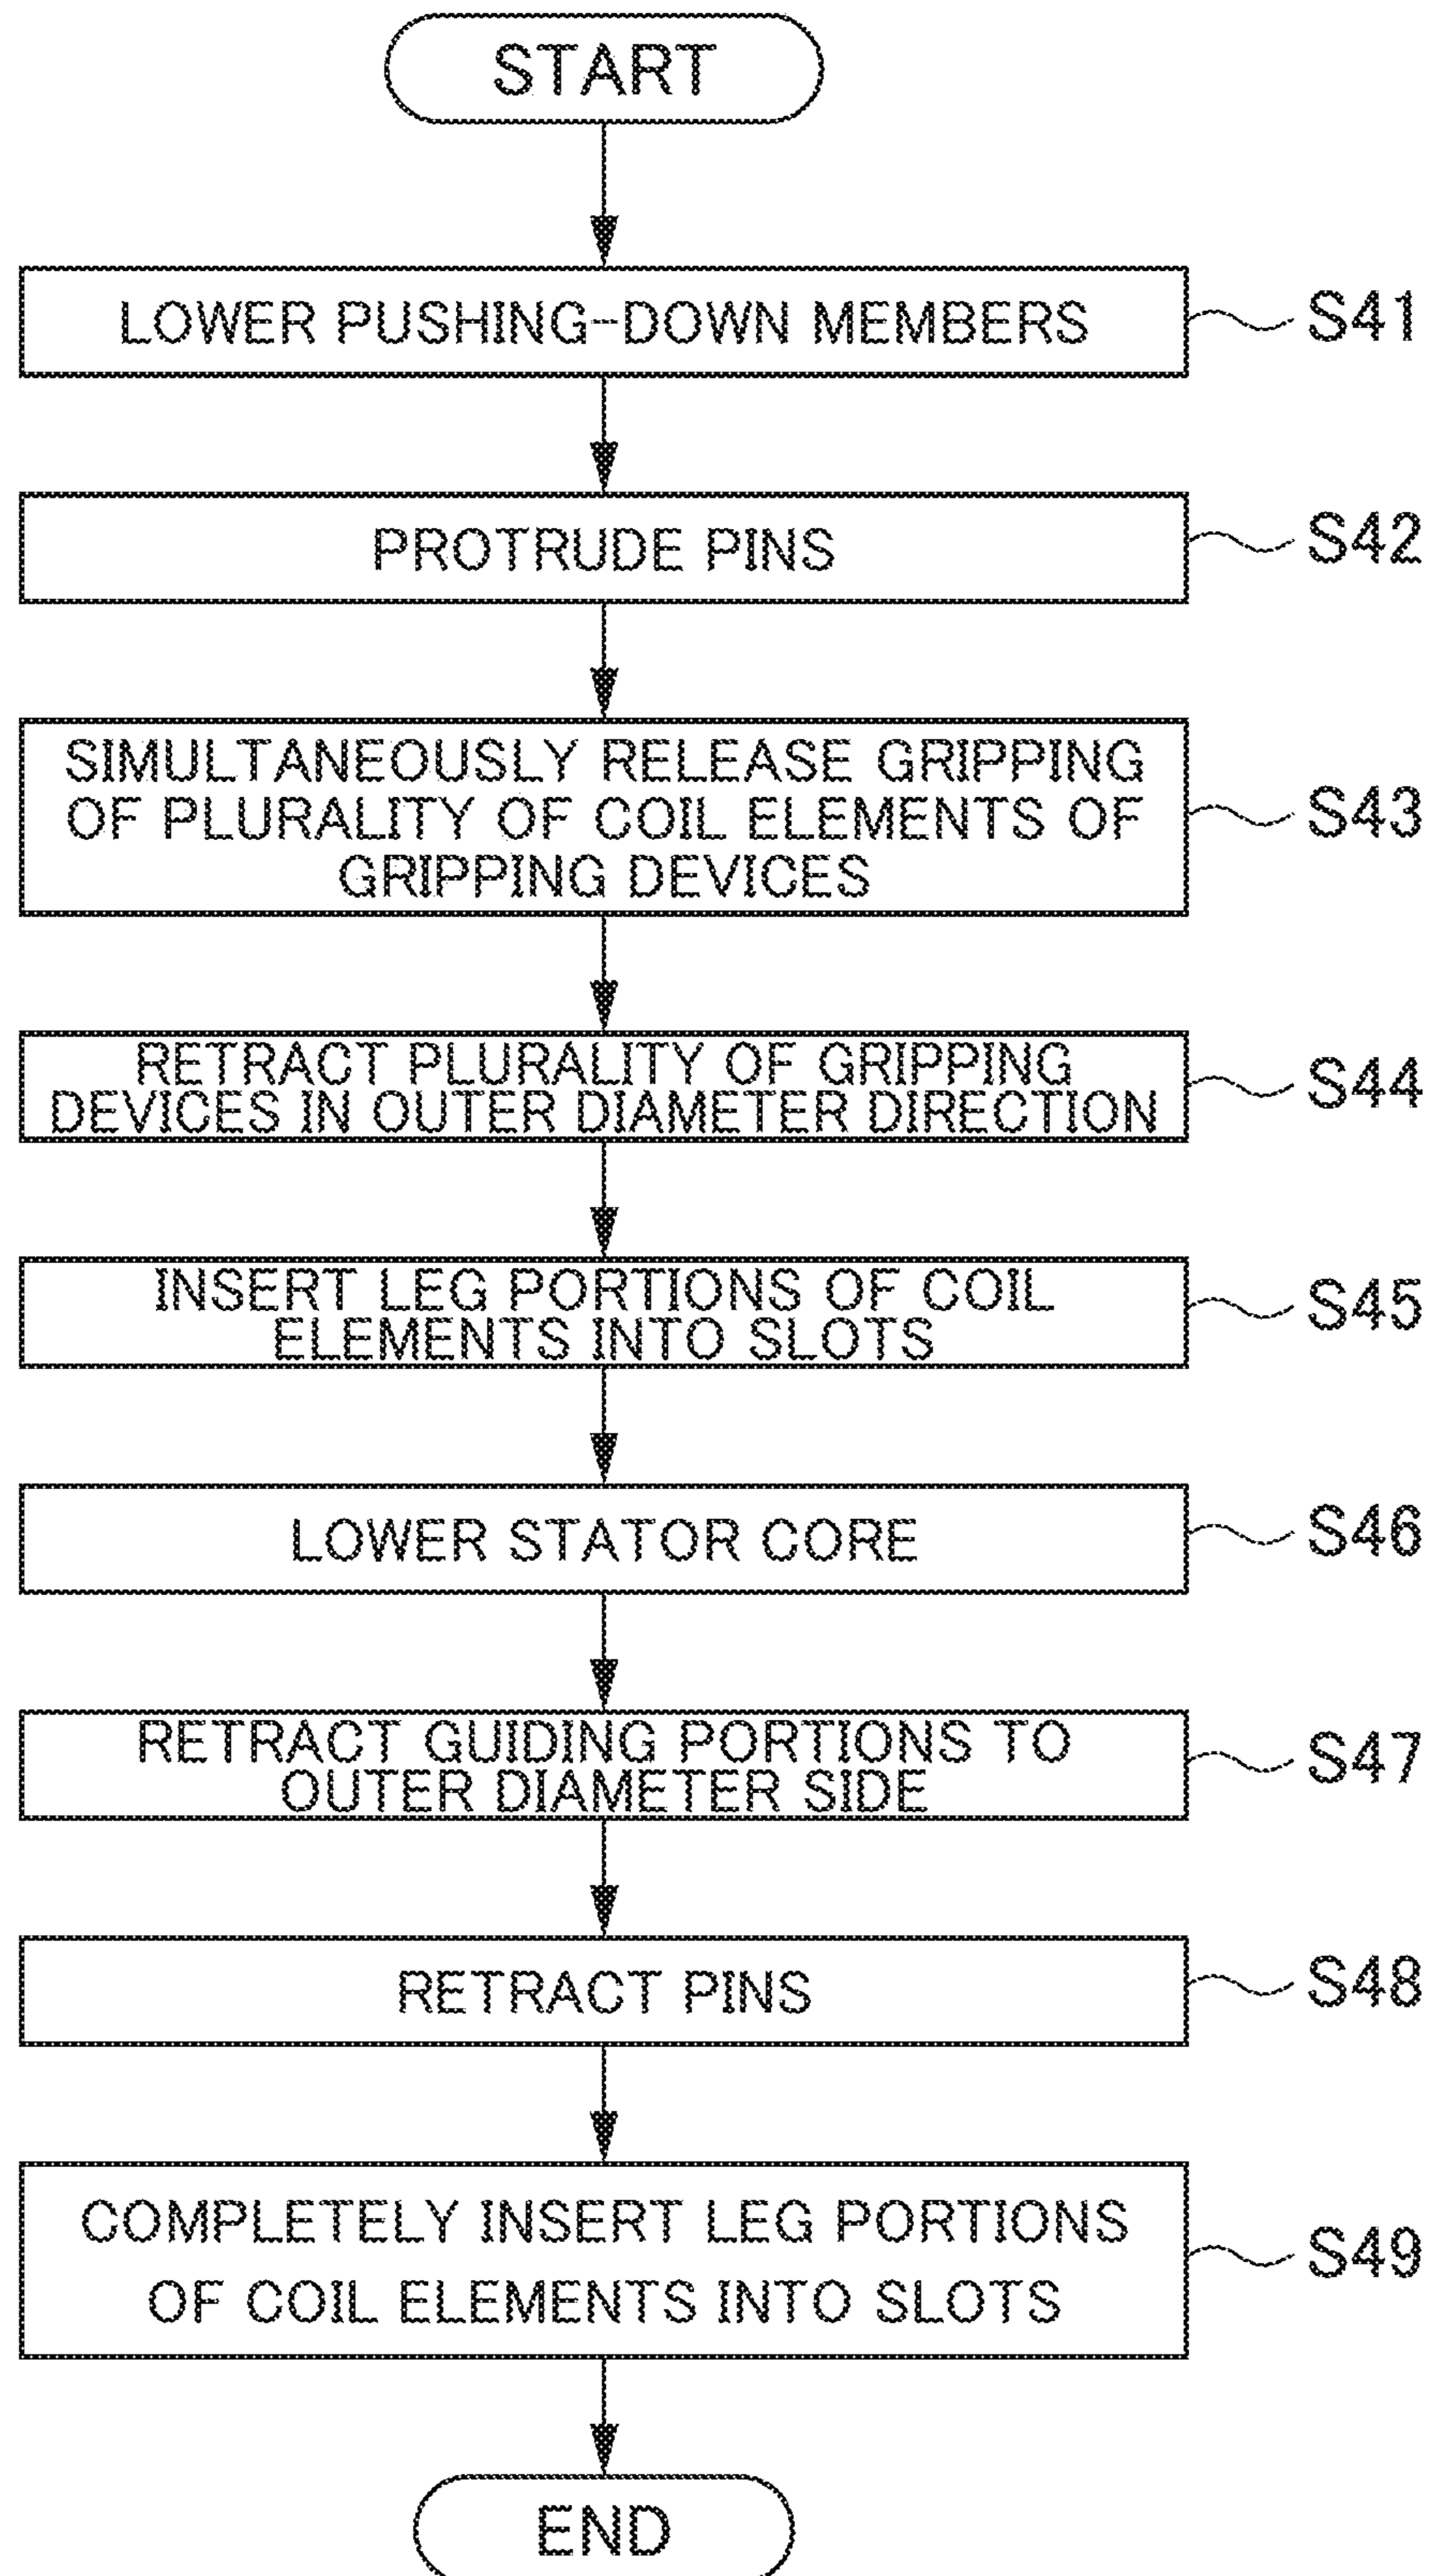 START
LOWER PUSHING-DOWN MEMBERS
S41
PROTRUDE PINS
S42
SIMULTANEOUSLY RELEASE GRIPPING
OF PLURALITY OF COIL ELEMENTS OF
GRIPPING DEVICES
S43
RETRACT PLURALITY OF GRIPPING
DEVICES IN OUTER DIAMETER DIRECTION
S44
INSERT LEG PORTIONS OF COIL
ELEMENTS INTO SLOTS
S45
LOWER STATOR CORE
S46
RETRACT GUIDING PORTIONS TO
OUTER DIAMETER SIDE
S47
RETRACT PINS
S48
COMPLETELY INSERT LEG PORTIONS
OF COIL ELEMENTS INTO SLOTS
S49
END